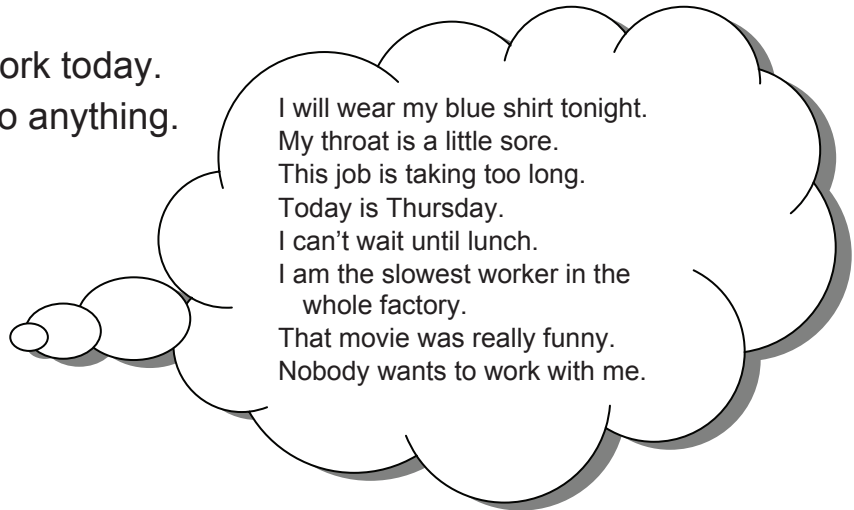 ork today.
o anything.
I will wear my blue shirt tonight.
My throat is a little sore.
This job is taking too long.
Today is Thursday.
I can't wait until lunch.
I am the slowest worker in the
whole factory.
That movie was really funny.
Nobody wants to work with me.